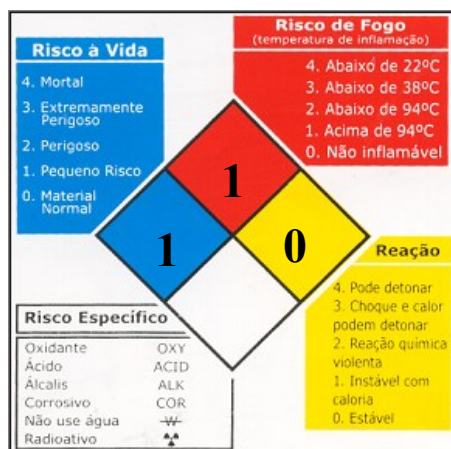 Risco à Vida
4. Mortal
3. Extremamente
Perigoso
2. Perigoso
1. Pequeno Risco
0. Material
Normal
Risco de Fogo
(temperatura de inflamação)
4. Abaixo de 22ºC
3. Abaixo de 38ºC
2. Abaixo de 94ºC
1. Acima de 94ºC
0. Não inflamável
1
1
0
Reação
4. Pode detonar
3. Choque e calor
podem detonar
2. Reação química
violenta
1. Instável com
caloria
0. Estável
Risco Específico
Oxidante OXY
Ácido ACID
Álcalis ALK
Corrosivo COR
Não use água W
Radioativo